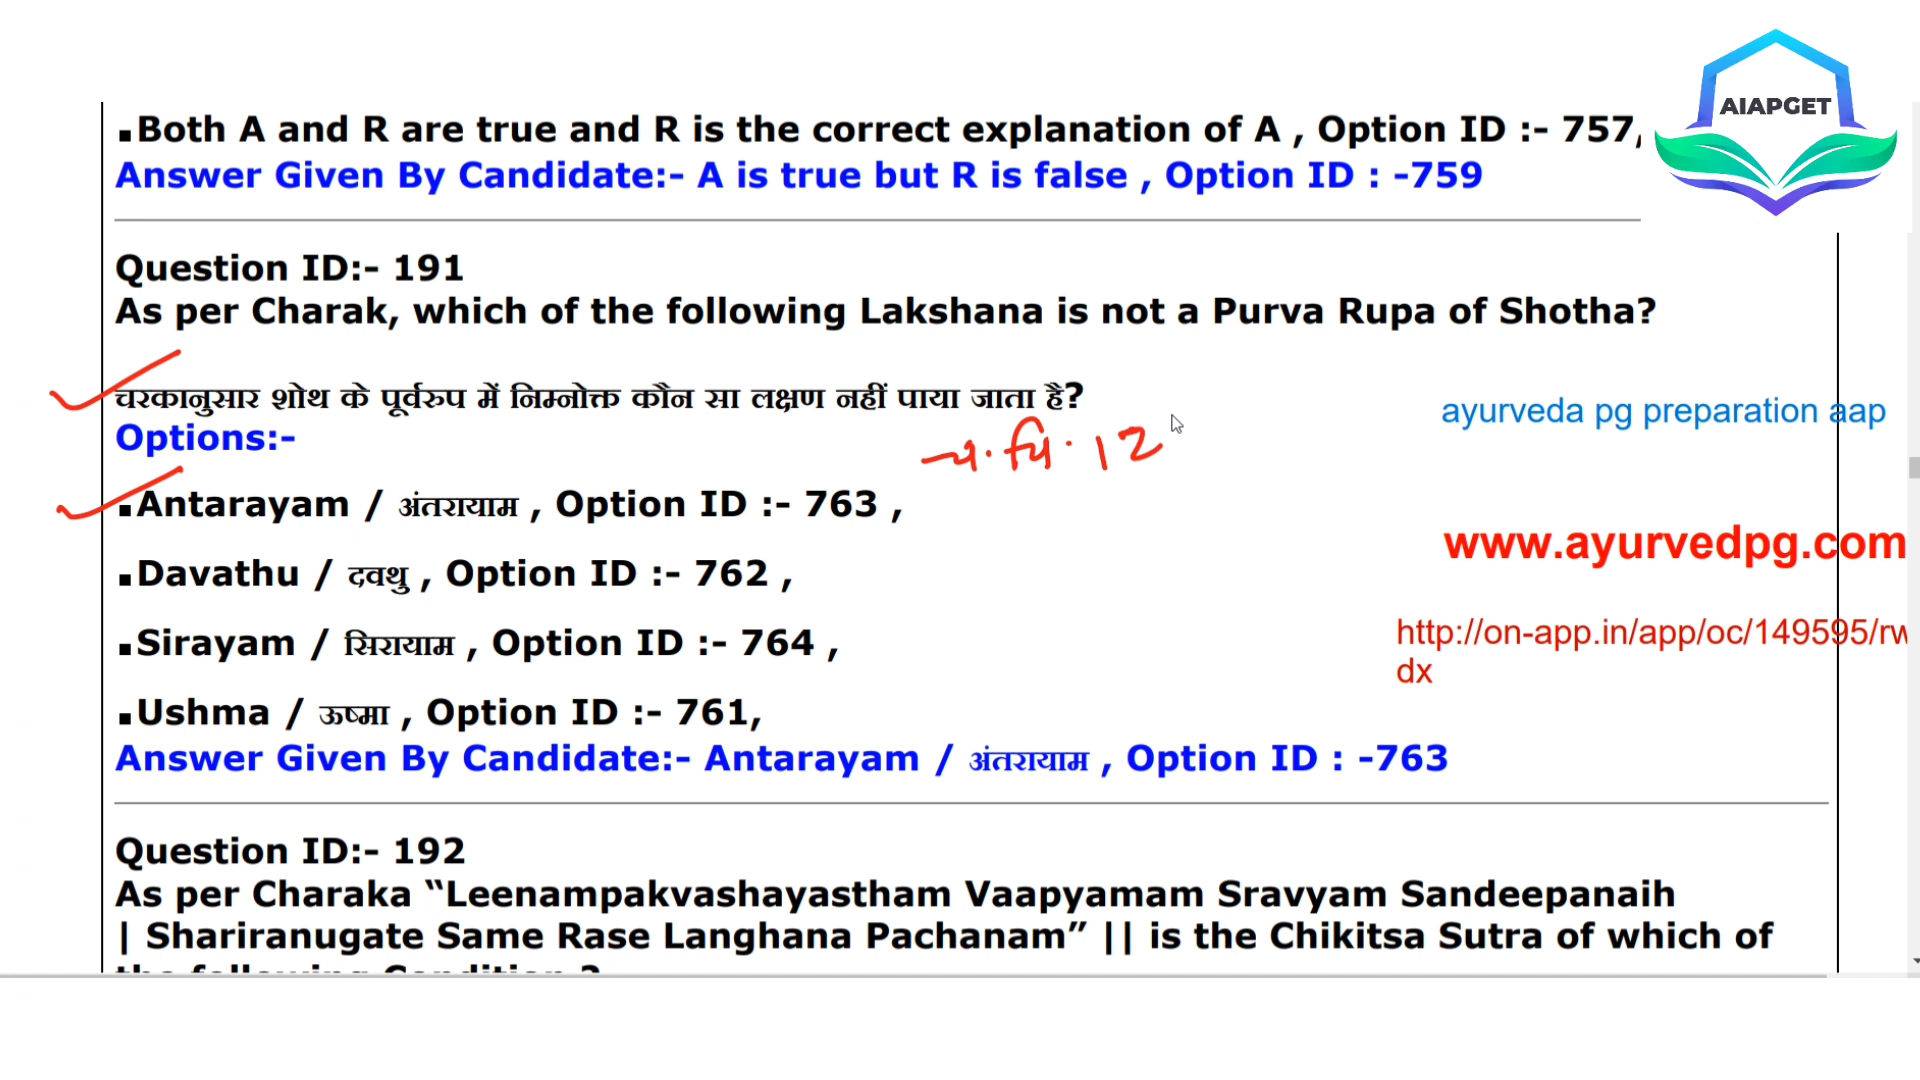 AIAPGET
▪Both A and R are true and R is the correct explanation of A , Option ID :- 757,
Answer Given By Candidate:- A is true but R is false , Option ID : -759
Question ID:- 191
As per Charak, which of the following Lakshana is not a Purva Rupa of Shotha?
चरकानुसार शोथ के पूर्वरुप में निम्नोक्त कौन सा लक्षण नहीं पाया जाता है?
ayurveda pg preparation aap
Options:-
च. चि. 12
▪Antarayam / अंतरायाम , Option ID :- 763 ,
www.ayurvedpg.com
▪Davathu / दवथु , Option ID :- 762 ,
▪Sirayam / सिरायाम , Option ID :- 764 ,
http://on-app.in/app/oc/149595/rw
dx
▪Ushma / ऊष्मा , Option ID :- 761,
Answer Given By Candidate:- Antarayam / अंतरायाम , Option ID : -763
Question ID:- 192
As per Charaka “Leenampakvashayastham Vaapyamam Sravyam Sandeepanaih
| Shariranugate Same Rase Langhana Pachanam” || is the Chikitsa Sutra of which of
the following Condition ?